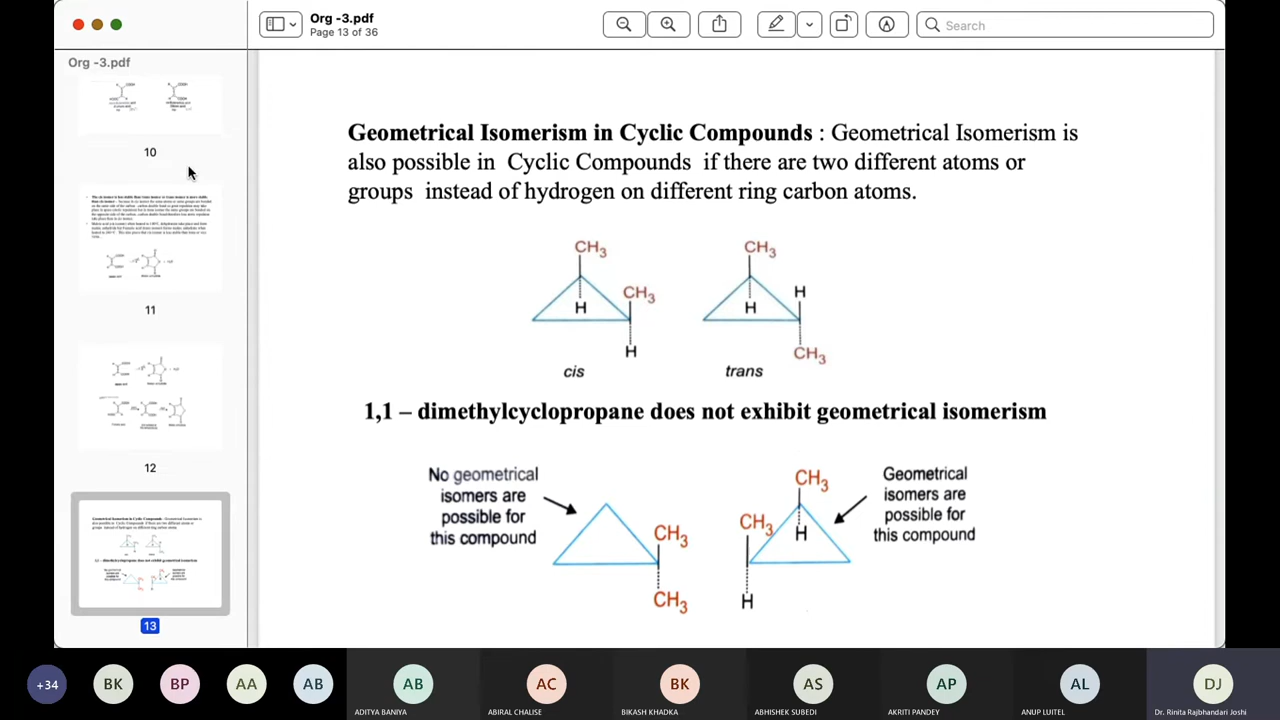 Org -3.pdf
Page 13 of 36
Search
Org -3.pdf
10
11
12
13
Geometrical Isomerism in Cyclic Compounds : Geometrical Isomerism is
also possible in Cyclic Compounds if there are two different atoms or
groups instead of hydrogen on different ring carbon atoms.
CH3 CH3
CH3 H
H H
H CH3
cis trans
1,1 – dimethylcyclopropane does not exhibit geometrical isomerism
No geometrical
isomers are
possible for
this compound
CH3
CH3
CH3
CH3
H
H
Geometrical
isomers are
possible for
this compound
+34 BK BP AA AB AB AC BK AS AP AL DJ
ADITYA BANIYA ABIRAL CHALISE BIKASH KHADKA ABHISHEK SUBEDI AKRITI PANDEY ANUP LUITEL Dr. Rinita Rajbhandari Joshi